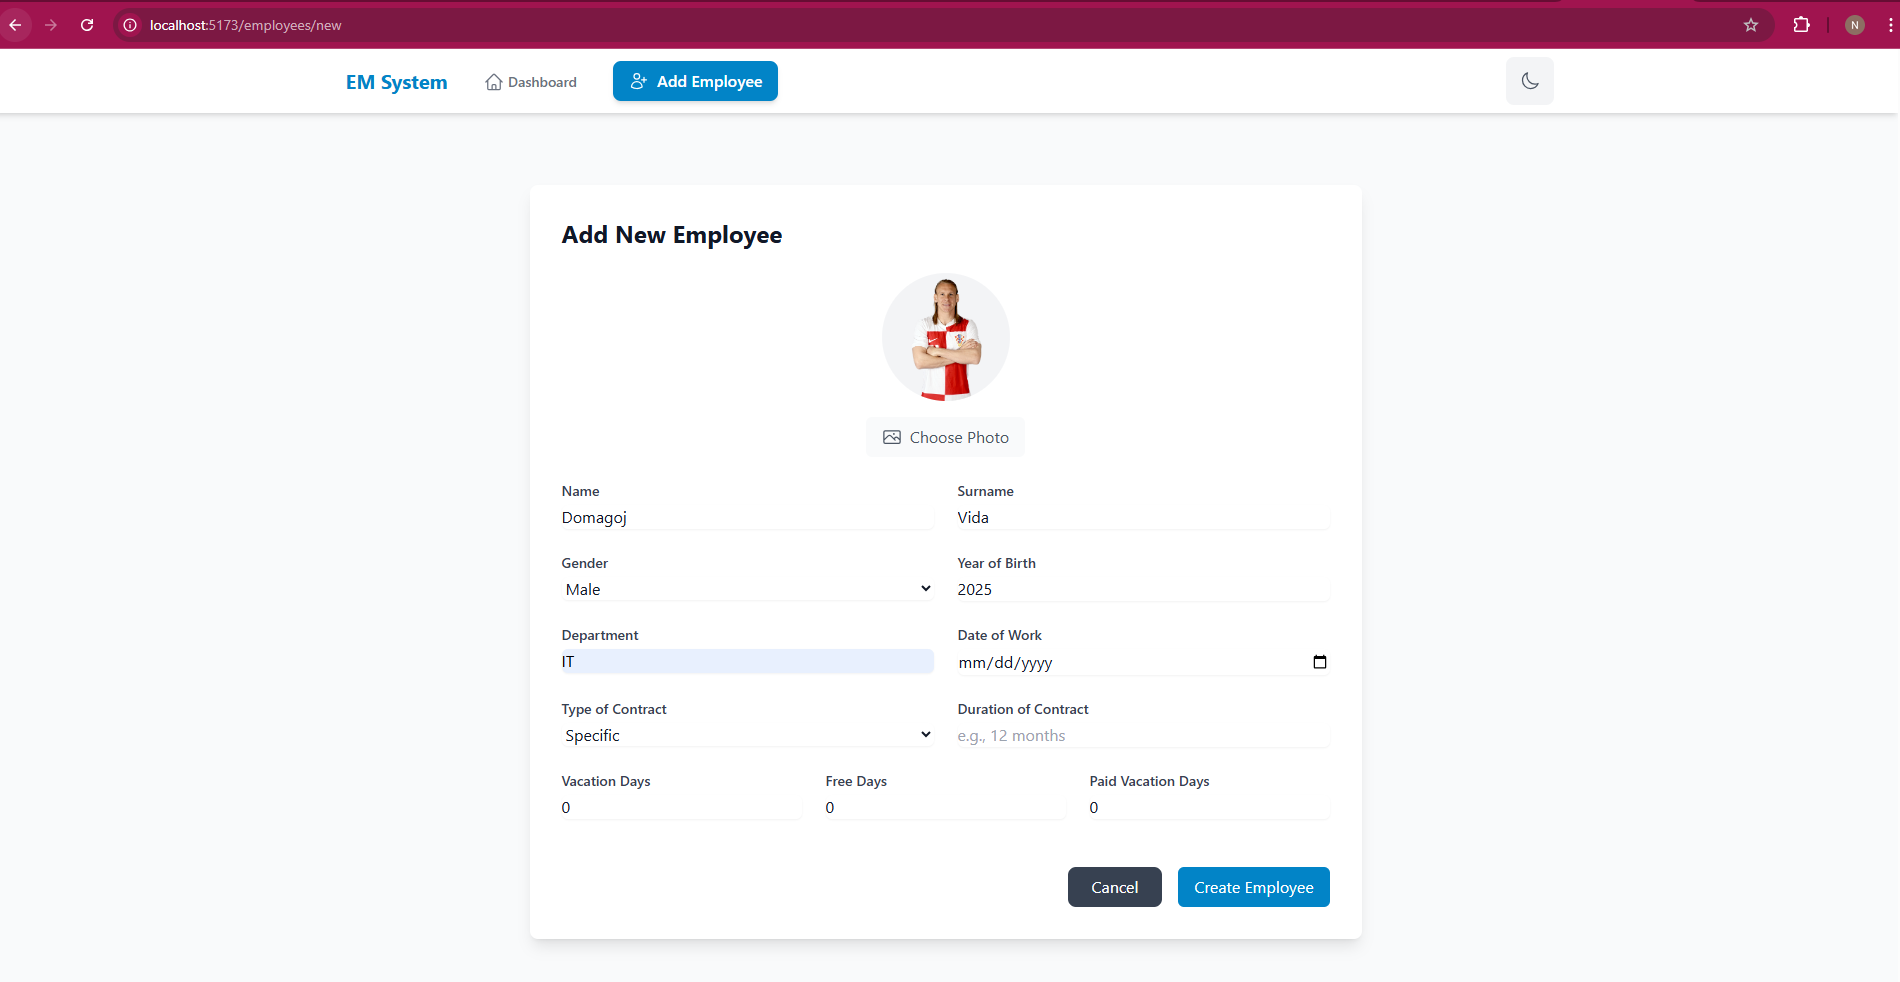 localhost:5173/employees/new
N
EM System
Dashboard
Add Employee
Add New Employee
Choose Photo
Name
Surname
Domagoj
Vida
Gender
Year of Birth
Male
2025
Department
Date of Work
IT
mm/dd/yyyy
Type of Contract
Duration of Contract
Specific
e.g., 12 months
Vacation Days
Free Days
Paid Vacation Days
0
0
0
Cancel
Create Employee